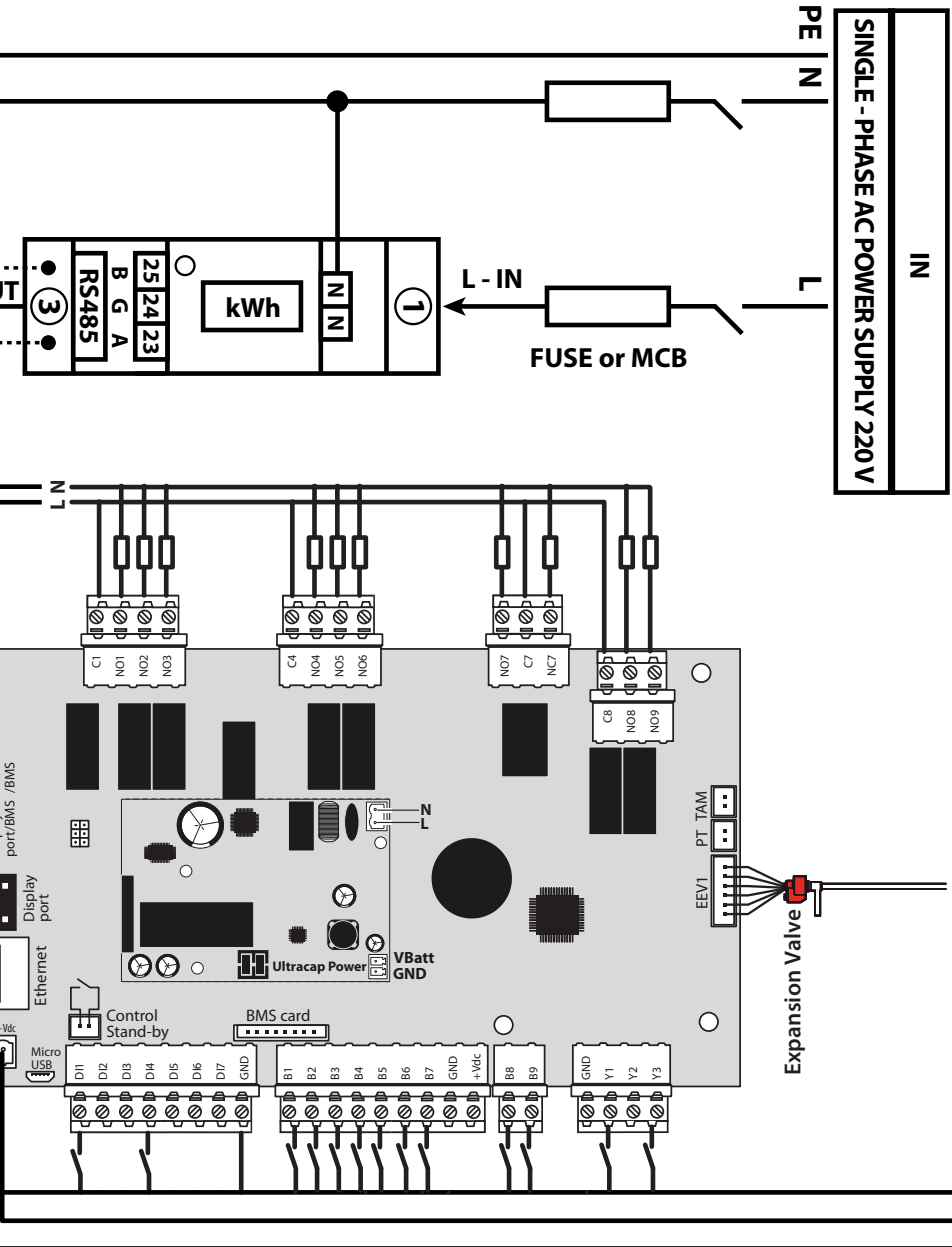 PE
N
L
SINGLE - PHASE AC POWER SUPPLY 220 V
IN
L - IN
FUSE or MCB
1
N
N
kWh
25 24 23
B G A
RS485
3
UT
N
L
C1
NO1
NO2
NO3
C4
NO4
NO5
NO6
NO7
C7
NC7
C8
NO8
NO9
port/BMS /BMS
Display
port
Ethernet
Vdc
Micro
USB
N
L
TAM
PT
EEV1
Expansion Valve
Ultracap Power
VBatt
GND
Control
Stand-by
BMS card
DI1
DI2
DI3
DI4
DI5
DI6
DI7
GND
B1
B2
B3
B4
B5
B6
B7
GND
+Vdc
B8
B9
GND
Y1
Y2
Y3